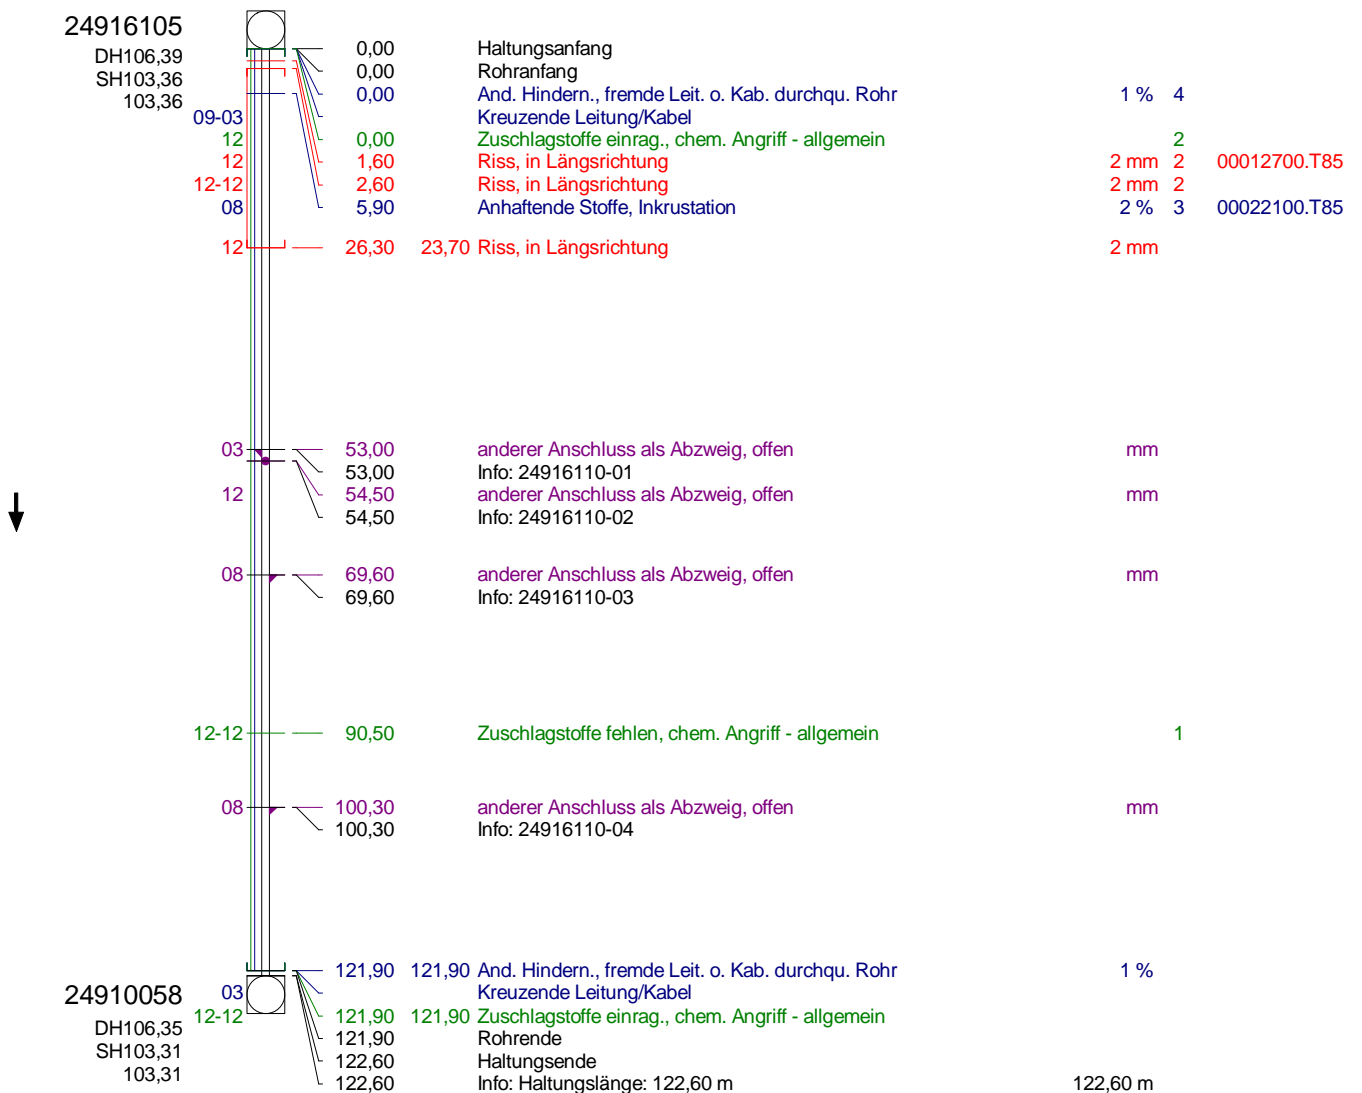 24916105
DH106,39
SH103,36
103,36
0,00 Haltungsanfang
0,00 Rohranfang
0,00 And. Hindern., fremde Leit. o. Kab. durchqu. Rohr 1 % 4
09-03 Kreuzende Leitung/Kabel
12 0,00 Zuschlagstoffe einrag., chem. Angriff - allgemein 2
12 1,60 Riss, in Längsrichtung 2 mm 2 00012700.T85
12-12 2,60 Riss, in Längsrichtung 2 mm 2
08 5,90 Anhaftende Stoffe, Inkrustation 2 % 3 00022100.T85
12 26,30 23,70 Riss, in Längsrichtung 2 mm
03 53,00 anderer Anschluss als Abzweig, offen mm
53,00 Info: 24916110-01
12 54,50 anderer Anschluss als Abzweig, offen mm
54,50 Info: 24916110-02
08 69,60 anderer Anschluss als Abzweig, offen mm
69,60 Info: 24916110-03
12-12 90,50 Zuschlagstoffe fehlen, chem. Angriff - allgemein 1
08 100,30 anderer Anschluss als Abzweig, offen mm
100,30 Info: 24916110-04
121,90 121,90 And. Hindern., fremde Leit. o. Kab. durchqu. Rohr 1 %
24910058
03 Kreuzende Leitung/Kabel
12-12 121,90 121,90 Zuschlagstoffe einrag., chem. Angriff - allgemein
DH106,35
SH103,31
103,31
121,90 Rohrende
122,60 Haltungsende
122,60 Info: Haltungslänge: 122,60 m 122,60 m